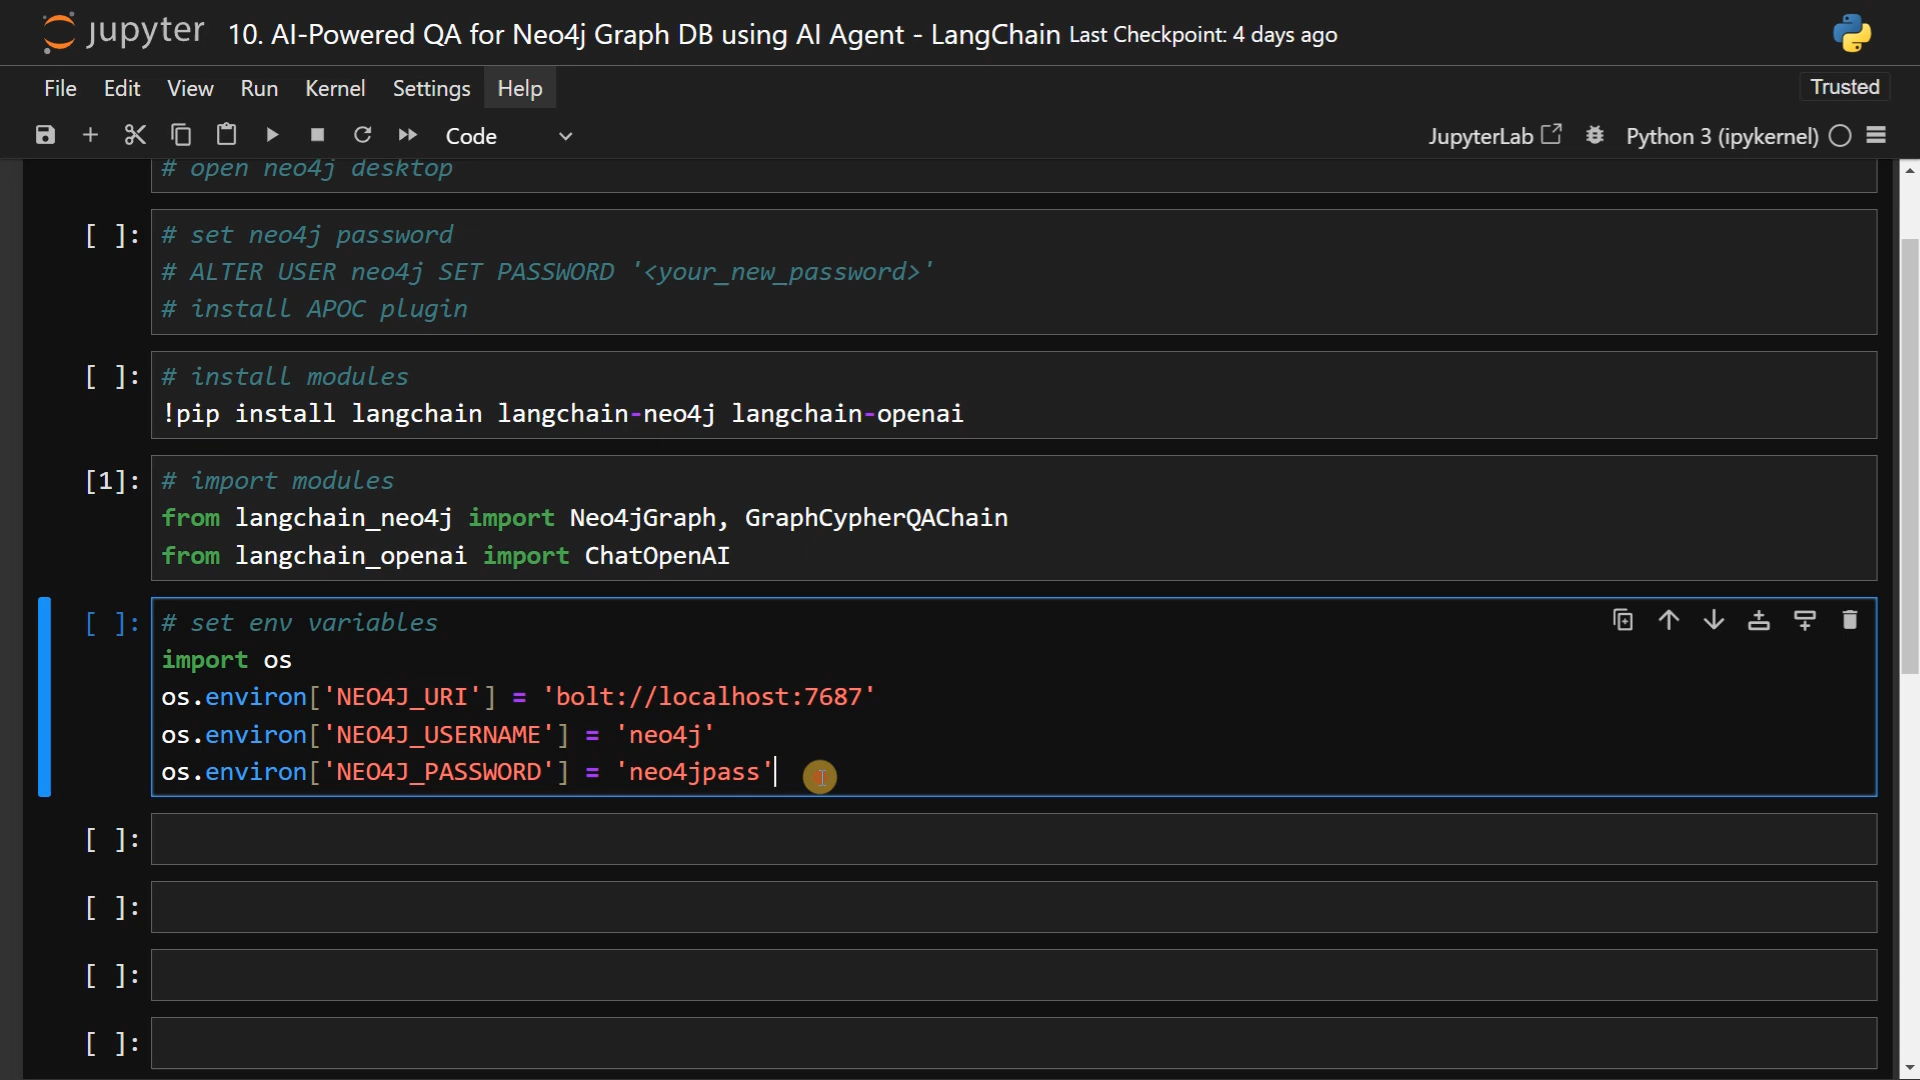 jupyter 10. AI-Powered QA for Neo4j Graph DB using AI Agent - LangChain Last Checkpoint: 4 days ago
File Edit View Run Kernel Settings Help Trusted
Code JupyterLab Python 3 (ipykernel)
# open neo4j desktop
[ ]: # set neo4j password
# ALTER USER neo4j SET PASSWORD '<your_new_password>'
# install APOC plugin
[ ]: # install modules
!pip install langchain langchain-neo4j langchain-openai
[1]: # import modules
from langchain_neo4j import Neo4jGraph, GraphCypherQAChain
from langchain_openai import ChatOpenAI
[ ]: # set env variables
import os
os.environ['NEO4J_URI'] = 'bolt://localhost:7687'
os.environ['NEO4J_USERNAME'] = 'neo4j'
os.environ['NEO4J_PASSWORD'] = 'neo4jpass'
[ ]:
[ ]:
[ ]:
[ ]: